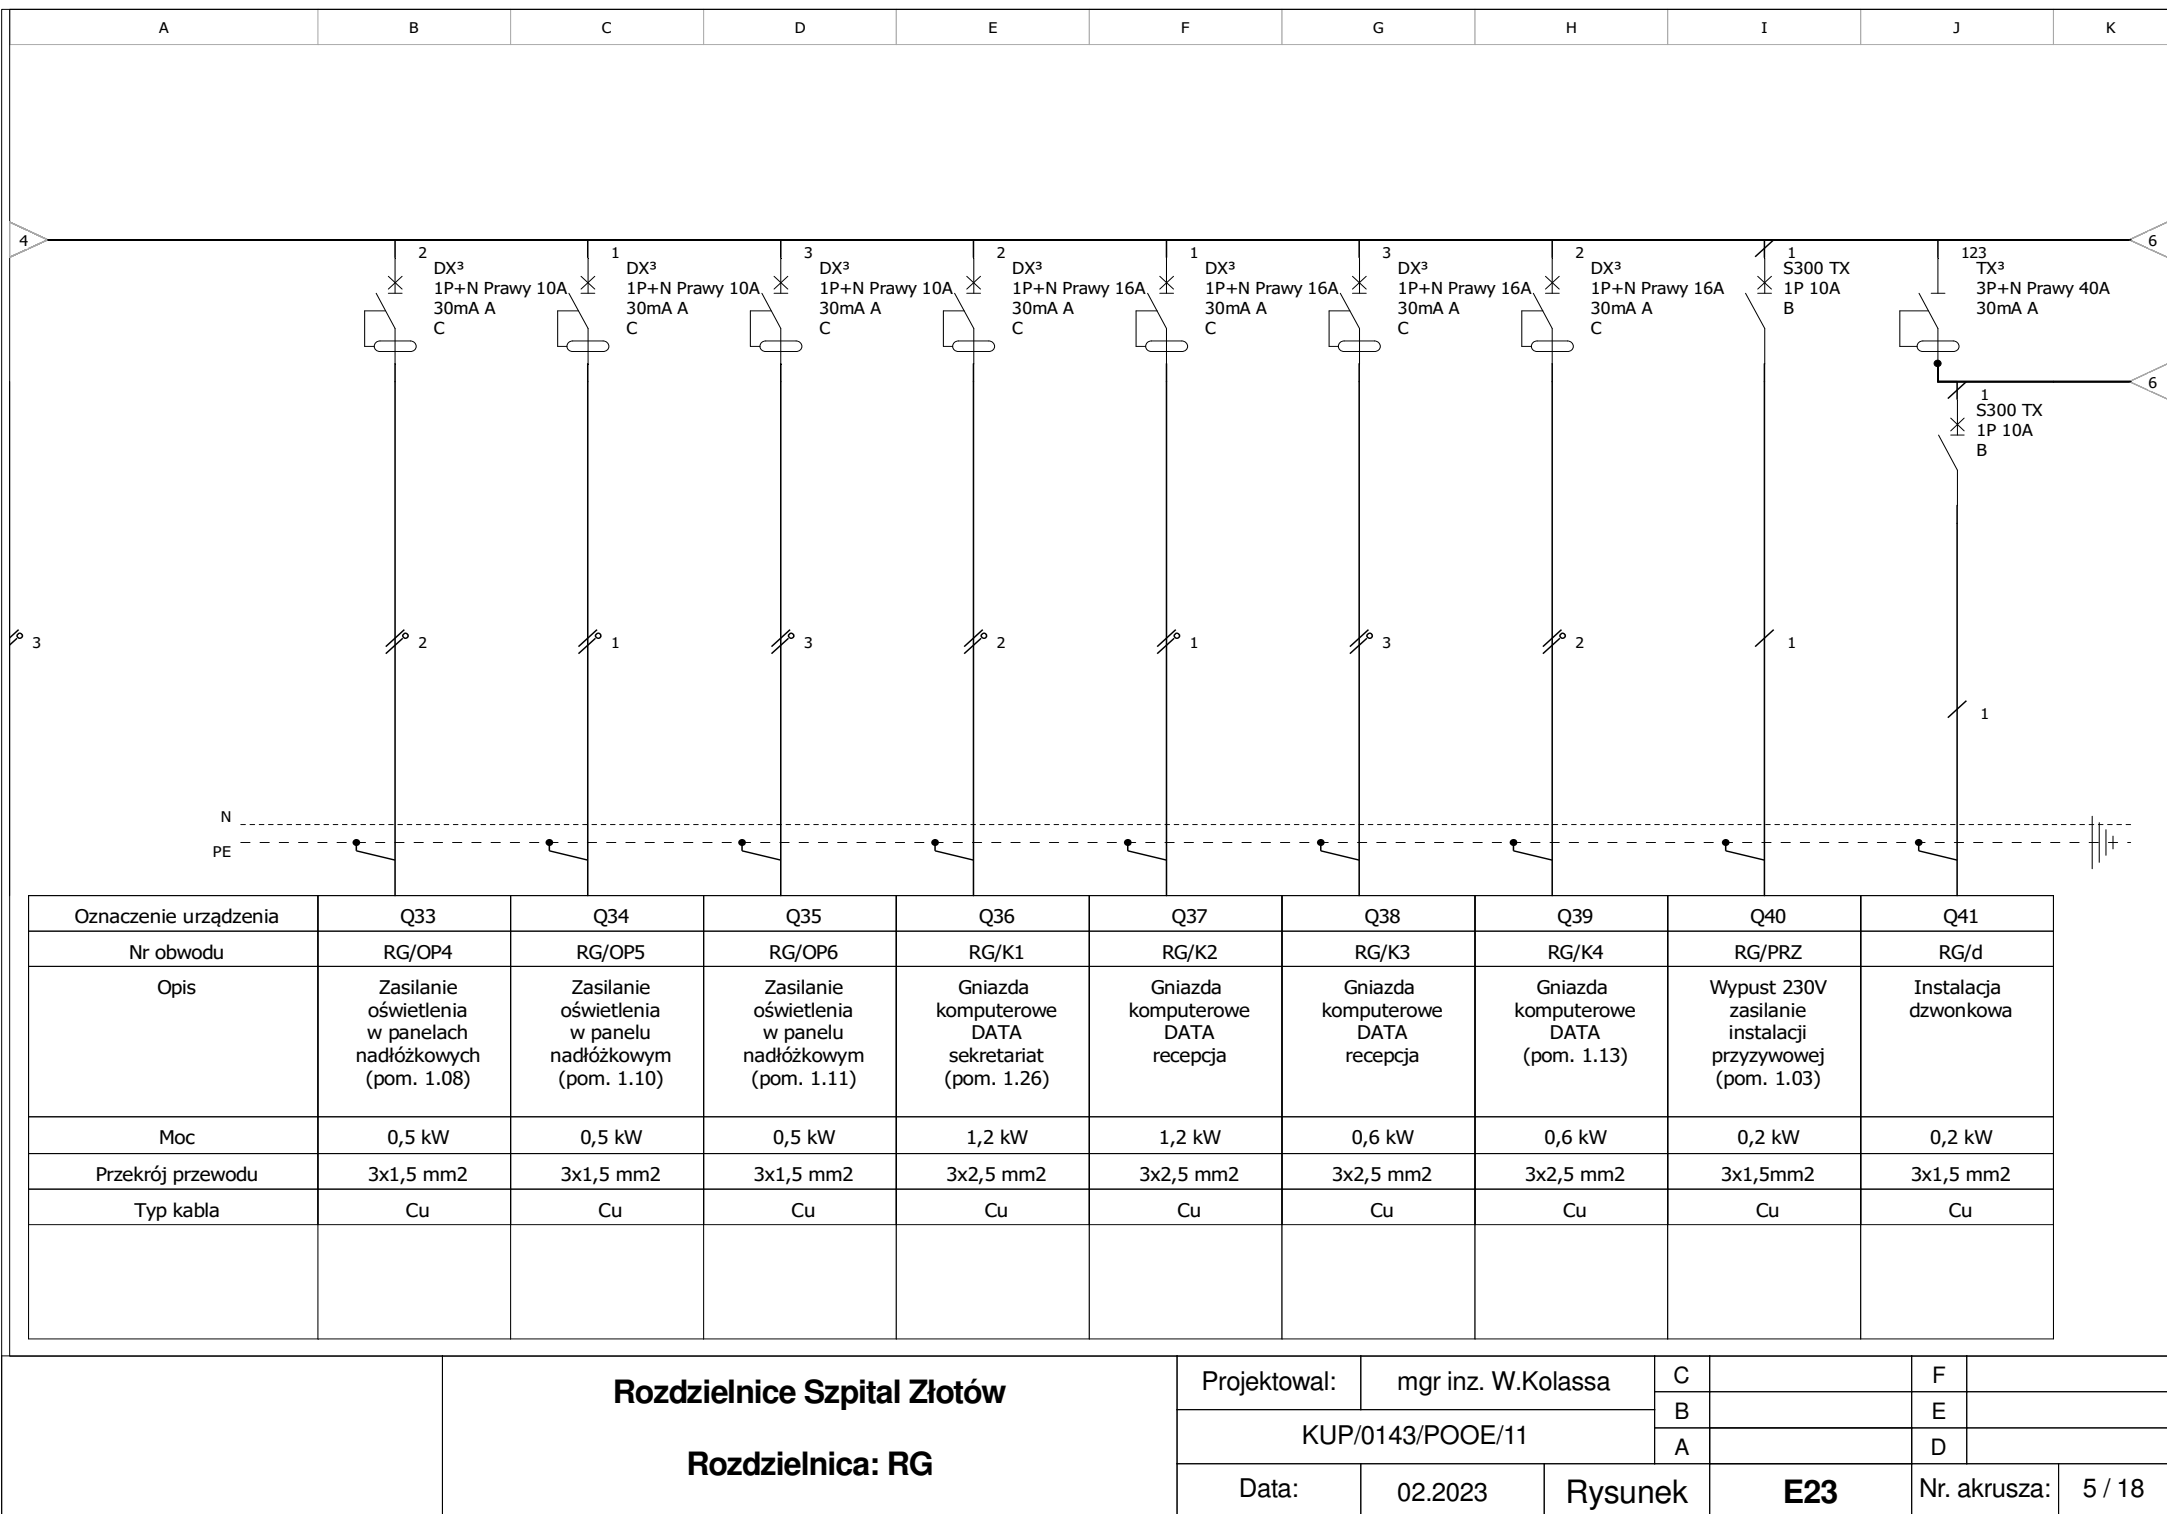 A B C D E F G H I J K
4 6
2 1 3 2 1 3 2 1 123
DX³ DX³ DX³ DX³ DX³ DX³ DX³ S300 TX TX³
1P+N Prawy 10A 1P+N Prawy 10A 1P+N Prawy 10A 1P+N Prawy 16A 1P+N Prawy 16A 1P+N Prawy 16A 1P+N Prawy 16A 1P 10A 3P+N Prawy 40A
30mA A 30mA A 30mA A 30mA A 30mA A 30mA A 30mA A B 30mA A
C C C C C C C
6
1
S300 TX
1P 10A
B
3 2 1 3 2 1 3 2 1
1
N
PE
Oznaczenie urządzenia Q33 Q34 Q35 Q36 Q37 Q38 Q39 Q40 Q41
Nr obwodu RG/OP4 RG/OP5 RG/OP6 RG/K1 RG/K2 RG/K3 RG/K4 RG/PRZ RG/d
Opis Zasilanie Zasilanie Zasilanie Gniazda Gniazda Gniazda Gniazda Wypust 230V Instalacja
oświetlenia oświetlenia oświetlenia komputerowe komputerowe komputerowe komputerowe zasilanie dzwonkowa
w panelach w panelu w panelu DATA DATA DATA DATA instalacji
nadłóżkowych nadłóżkowym nadłóżkowym sekretariat recepcja recepcja (pom. 1.13) przyzywowej
(pom. 1.08) (pom. 1.10) (pom. 1.11) (pom. 1.26) (pom. 1.03)
Moc 0,5 kW 0,5 kW 0,5 kW 1,2 kW 1,2 kW 0,6 kW 0,6 kW 0,2 kW 0,2 kW
Przekrój przewodu 3x1,5 mm2 3x1,5 mm2 3x1,5 mm2 3x2,5 mm2 3x2,5 mm2 3x2,5 mm2 3x2,5 mm2 3x1,5mm2 3x1,5 mm2
Typ kabla Cu Cu Cu Cu Cu Cu Cu Cu Cu
Rozdzielnice Szpital Złotów
Rozdzielnica: RG
Projektowal: mgr inz. W.Kolassa C F
KUP/0143/POOE/11 B E
A D
Data: 02.2023 Rysunek E23 Nr. akrusza: 5 / 18